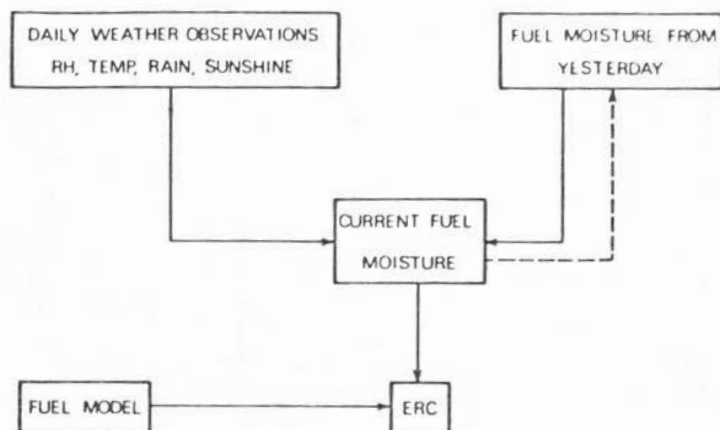 DAILY WEATHER OBSERVATIONS
RH, TEMP, RAIN, SUNSHINE
FUEL MOISTURE FROM
YESTERDAY
CURRENT FUEL
MOISTURE
FUEL MODEL
ERC